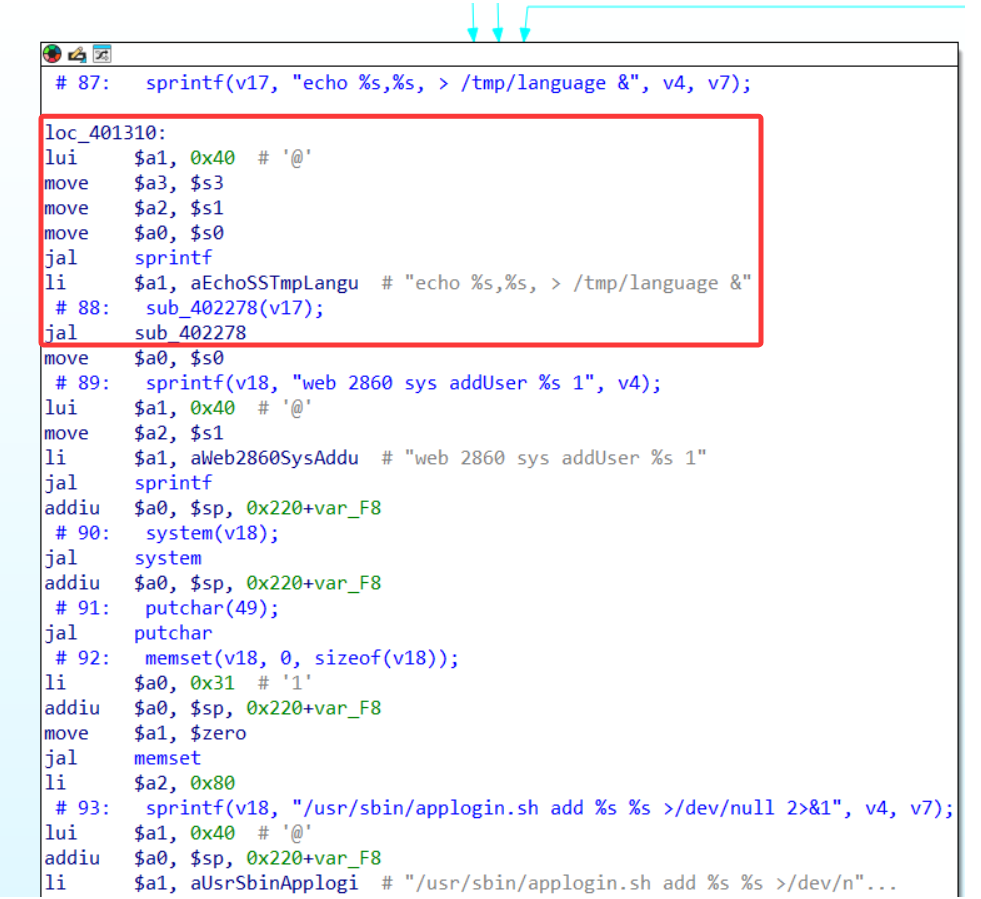 # 87:   sprintf(v17, "echo %s,%s, > /tmp/language &", v4, v7);
loc_401310:
lui     $a1, 0x40  # '@'
move    $a3, $s3
move    $a2, $s1
move    $a0, $s0
jal     sprintf
li      $a1, aEchoSSTmpLangu  # "echo %s,%s, > /tmp/language &"
# 88:   sub_402278(v17);
jal     sub_402278
move    $a0, $s0
# 89:   sprintf(v18, "web 2860 sys addUser %s 1", v4);
lui     $a1, 0x40  # '@'
move    $a2, $s1
li      $a1, aWeb2860SysAddu  # "web 2860 sys addUser %s 1"
jal     sprintf
addiu   $a0, $sp, 0x220+var_F8
# 90:   system(v18);
jal     system
addiu   $a0, $sp, 0x220+var_F8
# 91:   putchar(49);
jal     putchar
# 92:   memset(v18, 0, sizeof(v18));
li      $a0, 0x31  # '1'
addiu   $a0, $sp, 0x220+var_F8
move    $a1, $zero
jal     memset
li      $a2, 0x80
# 93:   sprintf(v18, "/usr/sbin/applogin.sh add %s %s >/dev/null 2>&1", v4, v7);
lui     $a1, 0x40  # '@'
addiu   $a0, $sp, 0x220+var_F8
li      $a1, aUsrSbinApplogi  # "/usr/sbin/applogin.sh add %s %s >/dev/n"...